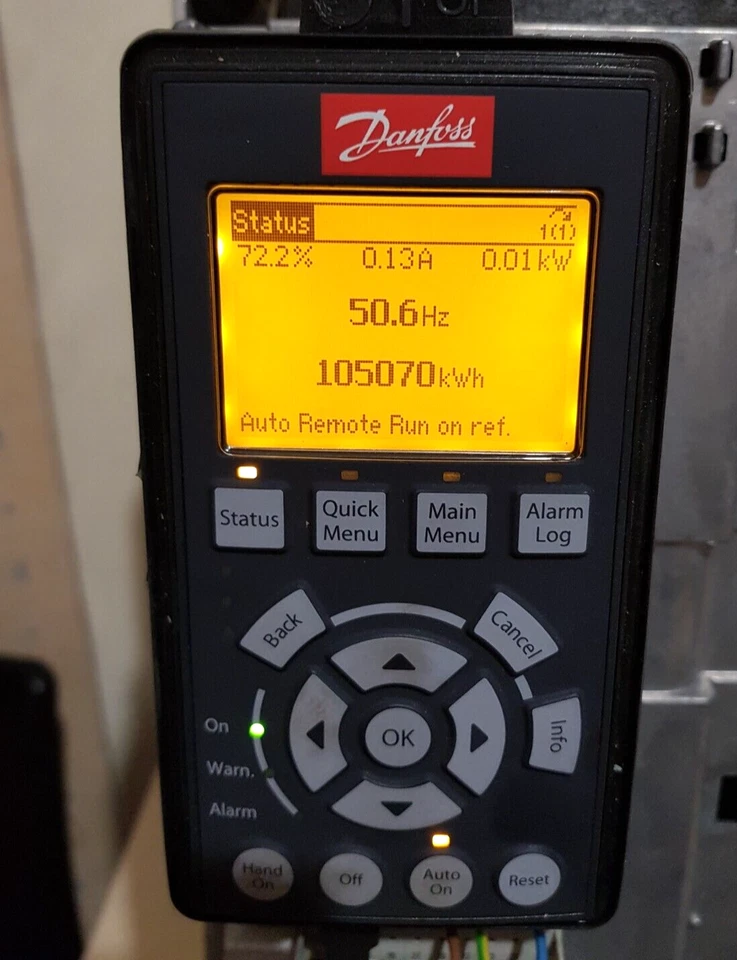 Danfoss
Status
1(1)
72.2% 0.13A 0.01kW
50.6Hz
105070kWh
Auto Remote Run on ref.
Status
Quick Menu
Main Menu
Alarm Log
Back
Cancel
Info
OK
On
Warn.
Alarm
Hand On
Off
Auto On
Reset